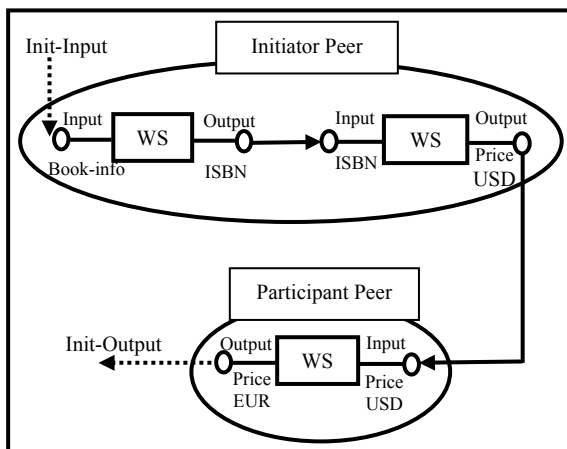 Initiator Peer
Init-Input
Input
WS
Output
Input
WS
Output
Book-info
ISBN
ISBN
Price
USD
Participant Peer
Init-Output
Output
WS
Input
Price
EUR
Price
USD